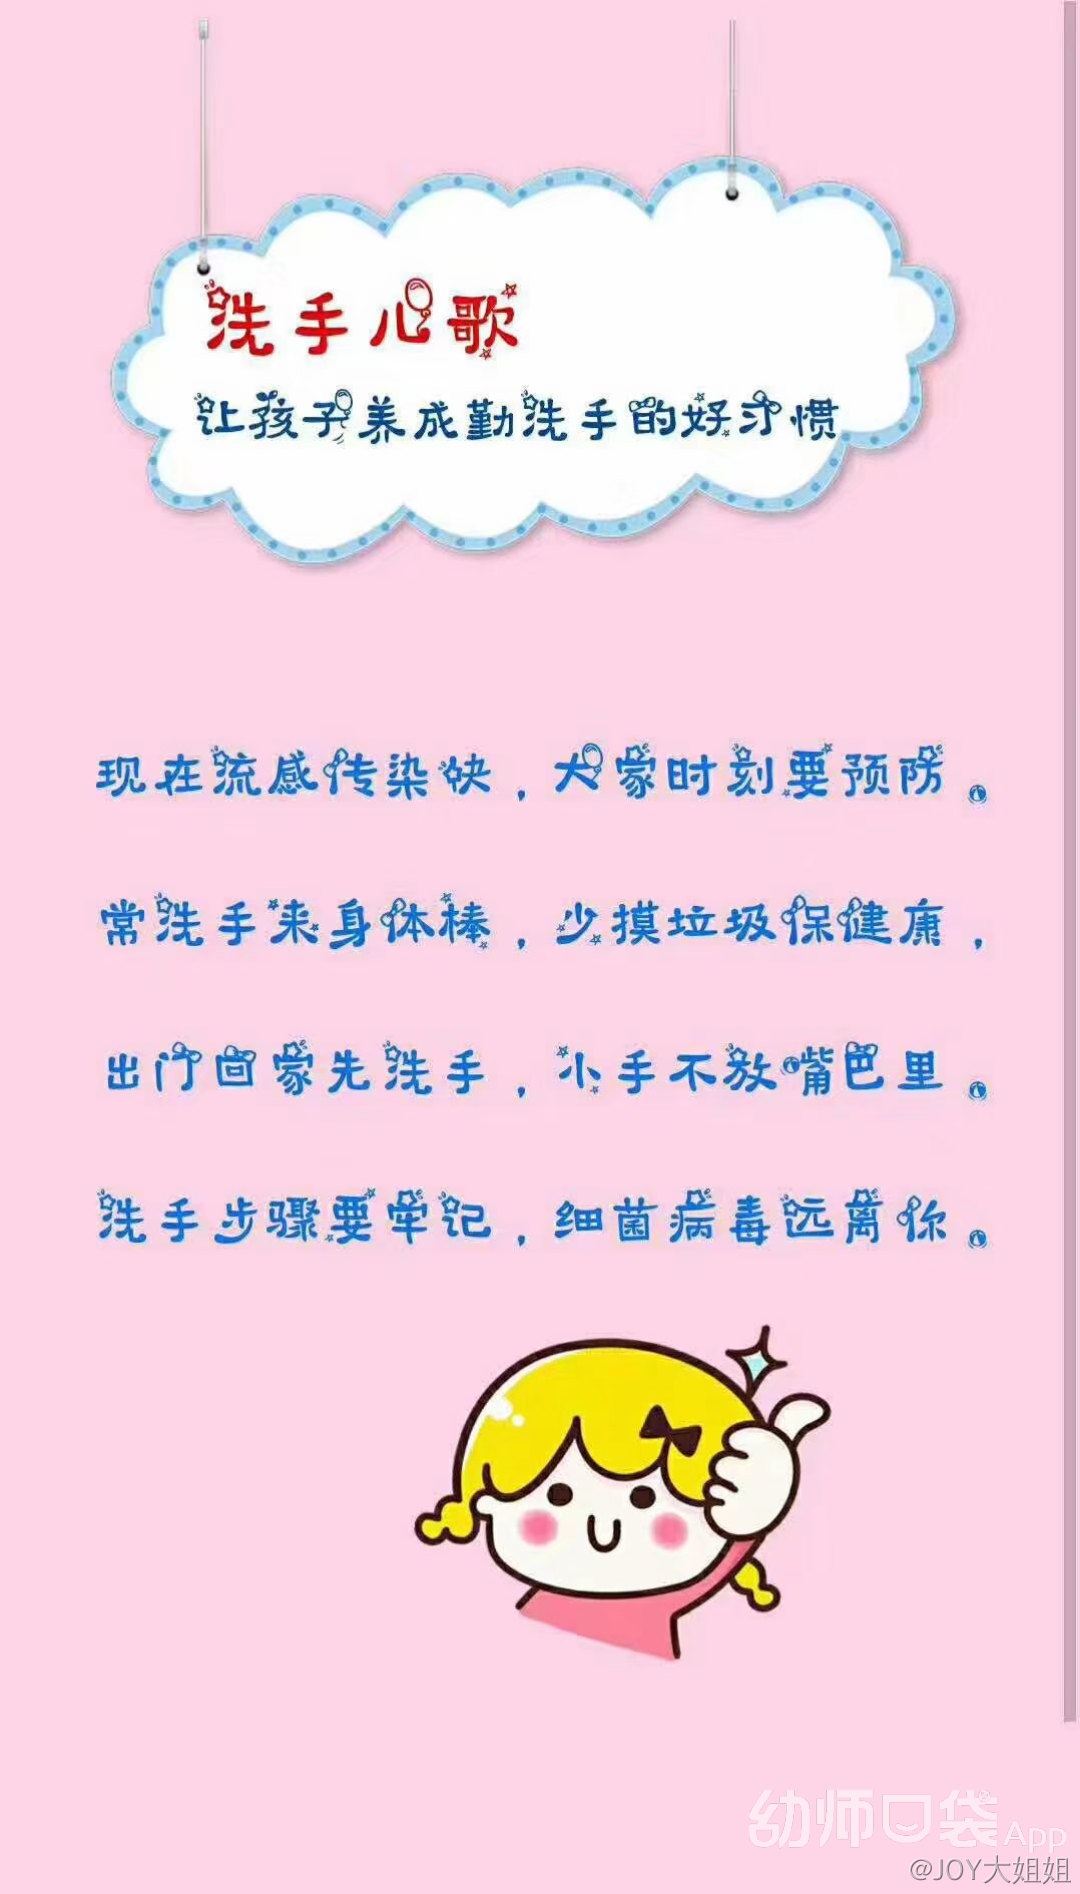 洗手儿歌
让孩子养成勤洗手的好习惯
现在流感传染快，大家时刻要预防。
常洗手来身体棒，少摸垃圾保健康，
出门回家先洗手，小手不放嘴巴里。
洗手步骤要牢记，细菌病毒远离你。
幼师口袋App
@JOY大姐姐